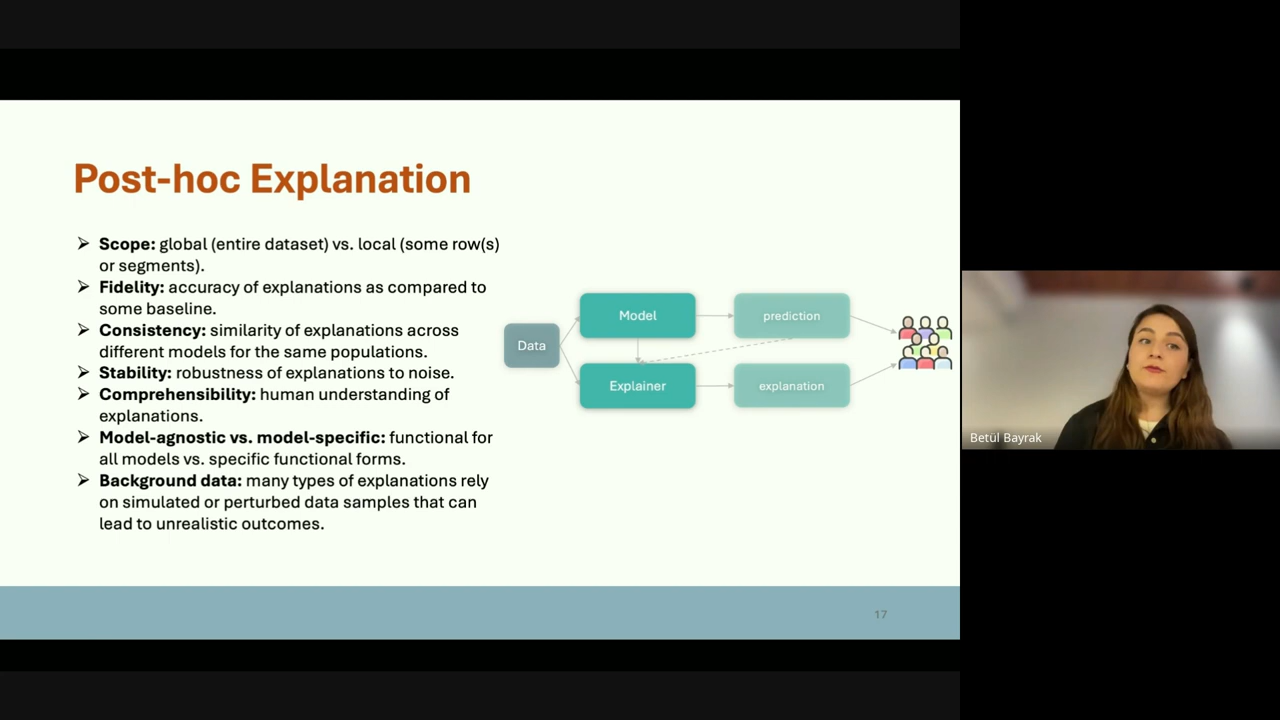 Post-hoc Explanation
➢ Scope: global (entire dataset) vs. local (some row(s)
or segments).
➢ Fidelity: accuracy of explanations as compared to
some baseline.
➢ Consistency: similarity of explanations across
different models for the same populations.
➢ Stability: robustness of explanations to noise.
➢ Comprehensibility: human understanding of
explanations.
➢ Model-agnostic vs. model-specific: functional for
all models vs. specific functional forms.
➢ Background data: many types of explanations rely
on simulated or perturbed data samples that can
lead to unrealistic outcomes.
Data
Model
prediction
Explainer
explanation
17
Betül Bayrak